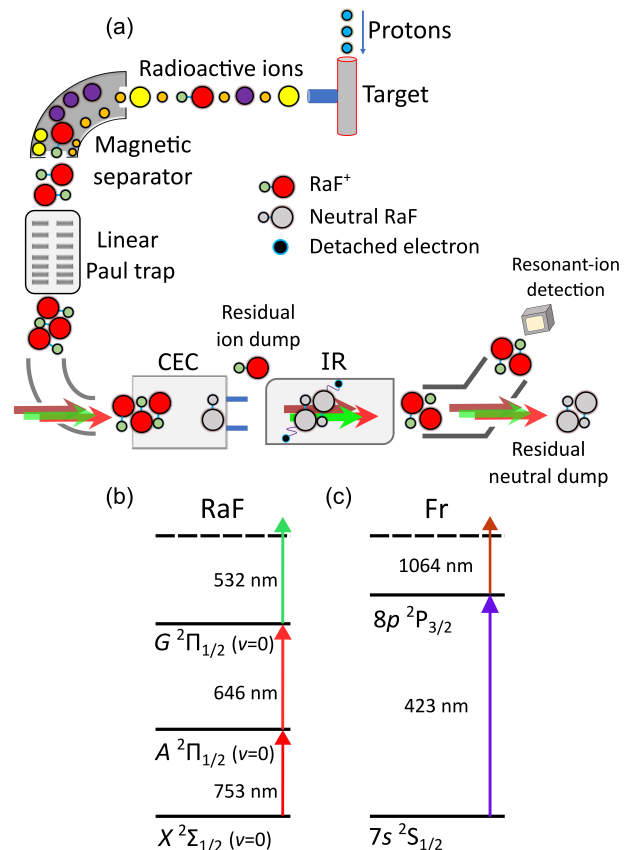 (a)
Protons
Radioactive ions
Target
Magnetic
separator
RaF⁺
Neutral RaF
Detached electron
Linear
Paul trap
Resonant-ion
detection
Residual
ion dump
CEC
IR
Residual
neutral dump
(b)
RaF
532 nm
G ²Π₁/₂ (v=0)
646 nm
A ²Π₁/₂ (v=0)
753 nm
X ²Σ₁/₂ (v=0)
(c)
Fr
1064 nm
8p ²P₃/₂
423 nm
7s ²S₁/₂